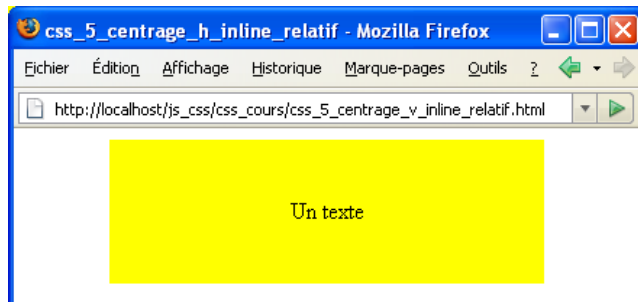 css_5_centrage_h_inline_relatif - Mozilla Firefox
Fichier Édition Affichage Historique Marque-pages Outils ?
http://localhost/js_css/css_cours/css_5_centrage_v_inline_relatif.html
Un texte